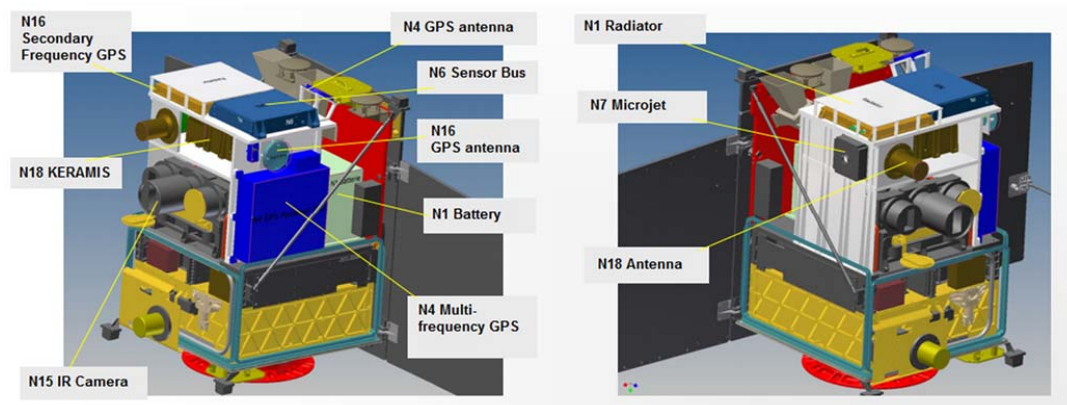 N16
Secondary
Frequency GPS
N4 GPS antenna
N6 Sensor Bus
N16
GPS antenna
N18 KERAMIS
N1 Battery
N4 Multi-
frequency GPS
N15 IR Camera
N1 Radiator
N7 Microjet
N18 Antenna